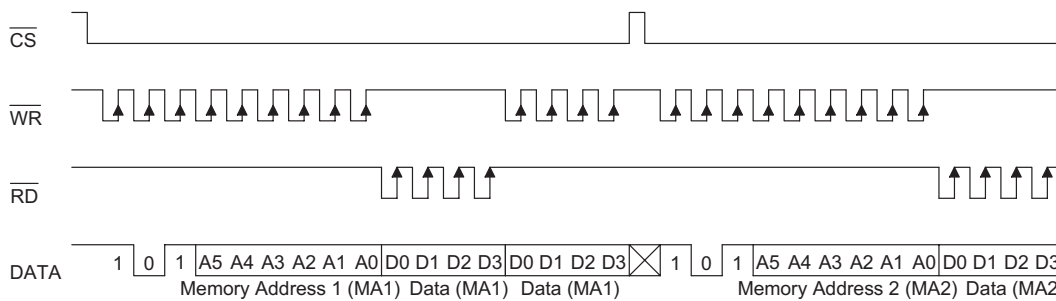 CS
WR
RD
DATA 1 0 1 A5 A4 A3 A2 A1 A0 D0 D1 D2 D3 D0 D1 D2 D3 1 0 1 A5 A4 A3 A2 A1 A0 D0 D1 D2 D3
Memory Address 1 (MA1) Data (MA1) Data (MA1) Memory Address 2 (MA2) Data (MA2